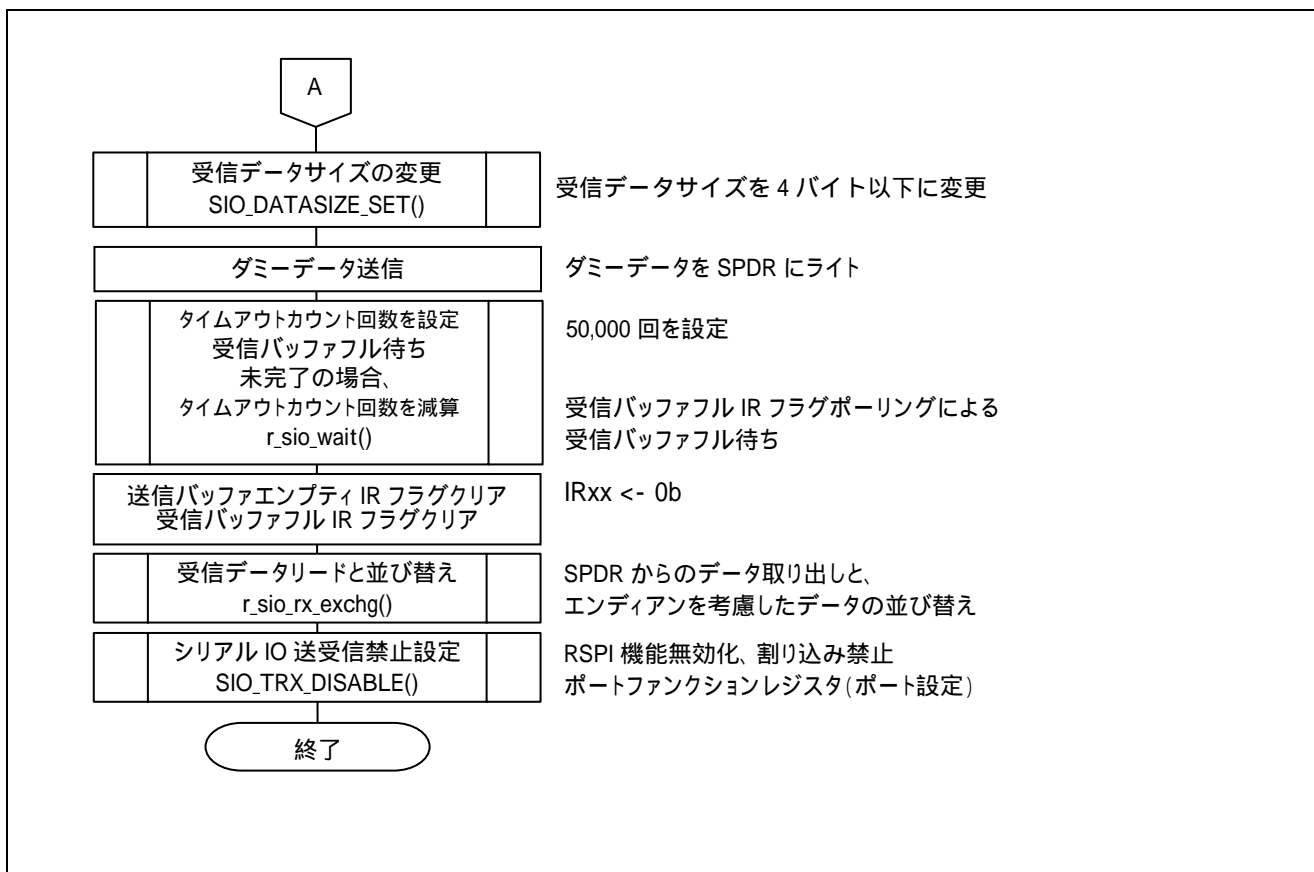 A
受信データサイズの変更
SIO_DATASIZE_SET()
受信データサイズを 4 バイト以下に変更
ダミーデータ送信
ダミーデータを SPDR にライト
タイムアウトカウント回数を設定
受信バッファフル待ち
未完了の場合、
タイムアウトカウント回数を減算
r_sio_wait()
50,000 回を設定
受信バッファフル IR フラグポーリングによる
受信バッファフル待ち
送信バッファエンプティ IR フラグクリア
受信バッファフル IR フラグクリア
IRxx <- 0b
受信データリードと並び替え
r_sio_rx_exchg()
SPDR からのデータ取り出しと、
エンディアンを考慮したデータの並び替え
シリアル IO 送受信禁止設定
SIO_TRX_DISABLE()
RSPI 機能無効化、割り込み禁止
ポートファンクションレジスタ(ポート設定)
終了